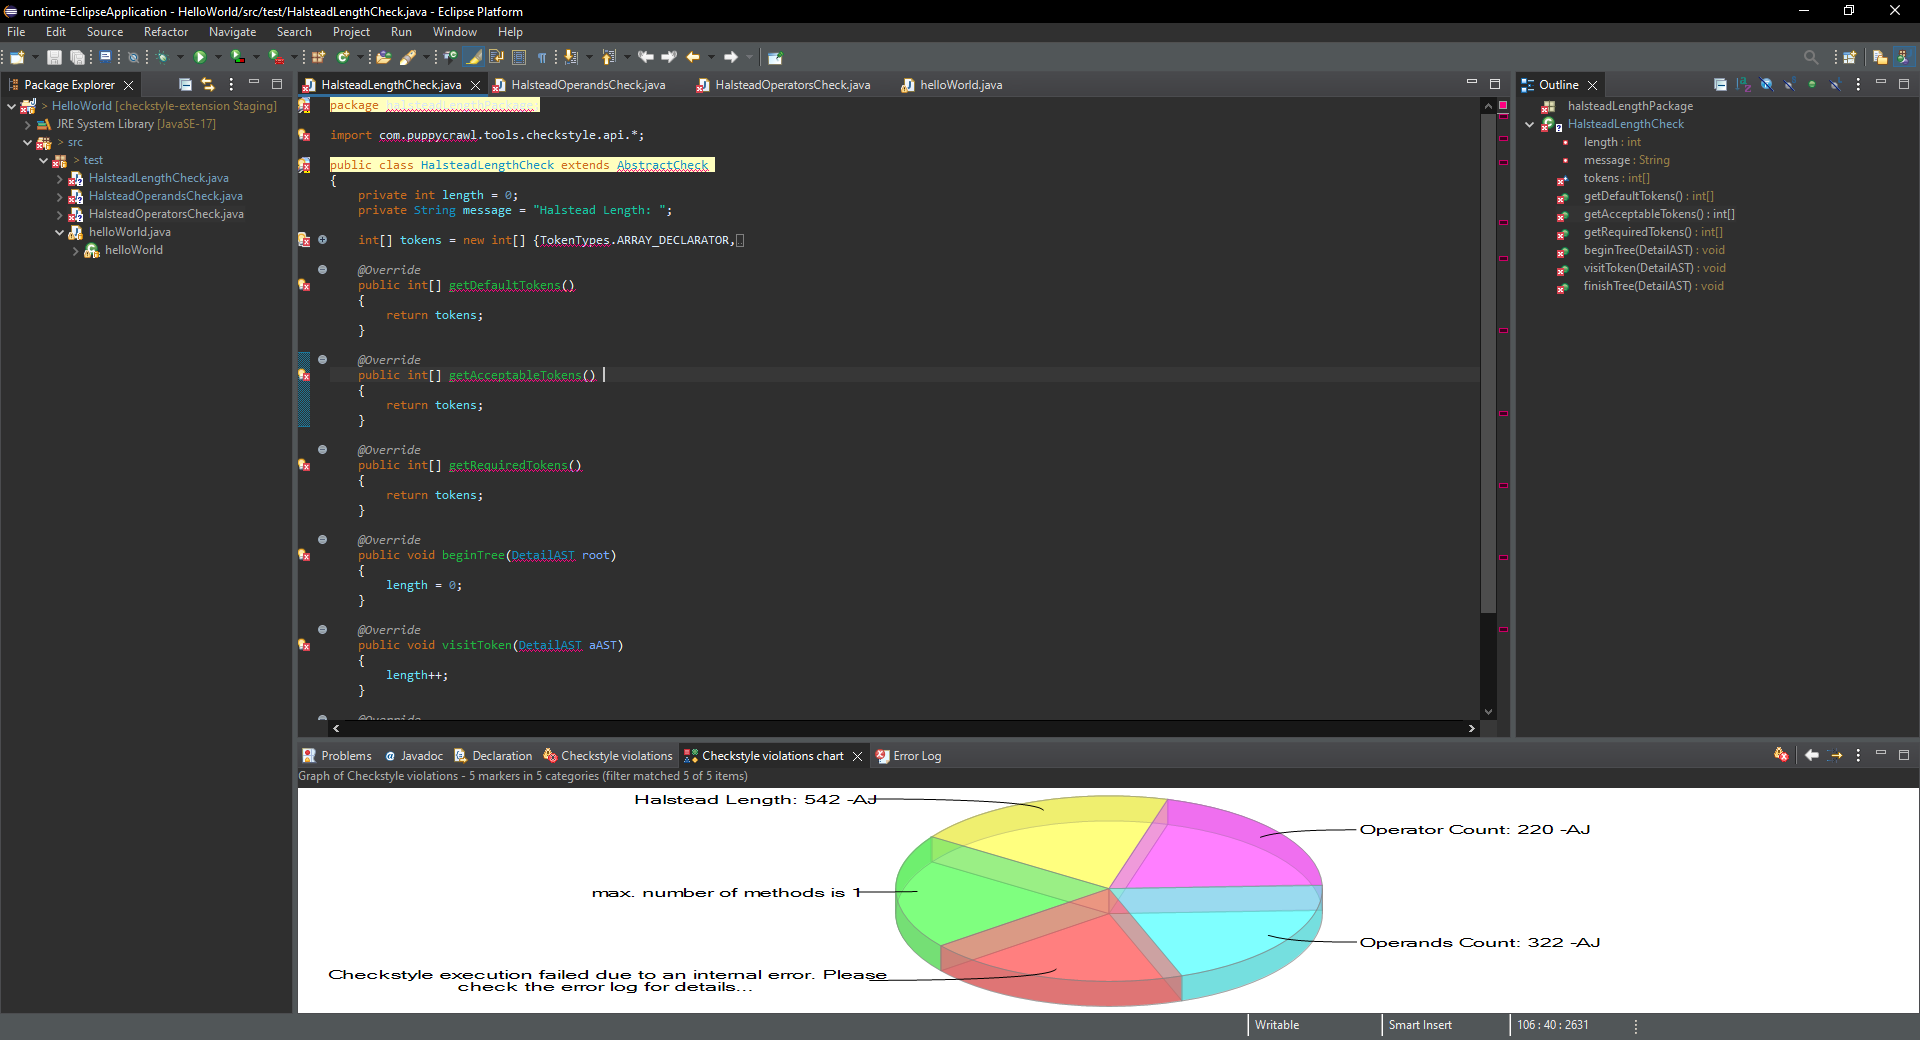 runtime-EclipseApplication - HelloWorld/src/test/HalsteadLengthCheck.java - Eclipse Platform
File Edit Source Refactor Navigate Search Project Run Window Help
Package Explorer
> HelloWorld [checkstyle-extension Staging]
JRE System Library [JavaSE-17]
> src
> test
HalsteadLengthCheck.java
HalsteadOperandsCheck.java
HalsteadOperatorsCheck.java
helloWorld.java
helloWorld
HalsteadLengthCheck.java HalsteadOperandsCheck.java HalsteadOperatorsCheck.java helloWorld.java
package halsteadLengthPackage;
import com.puppycrawl.tools.checkstyle.api.*;
public class HalsteadLengthCheck extends AbstractCheck
{
private int length = 0;
private String message = "Halstead Length: ";
int[] tokens = new int[] {TokenTypes.ARRAY_DECLARATOR,
@Override
public int[] getDefaultTokens()
{
return tokens;
}
@Override
public int[] getAcceptableTokens()
{
return tokens;
}
@Override
public int[] getRequiredTokens()
{
return tokens;
}
@Override
public void beginTree(DetailAST root)
{
length = 0;
}
@Override
public void visitToken(DetailAST aAST)
{
length++;
}
@Override
Outline
halsteadLengthPackage
HalsteadLengthCheck
length : int
message : String
tokens : int[]
getDefaultTokens() : int[]
getAcceptableTokens() : int[]
getRequiredTokens() : int[]
beginTree(DetailAST) : void
visitToken(DetailAST) : void
finishTree(DetailAST) : void
Problems @ Javadoc Declaration Checkstyle violations Checkstyle violations chart Error Log
Graph of Checkstyle violations - 5 markers in 5 categories (filter matched 5 of 5 items)
Halstead Length: 542 -AJ
Operator Count: 220 -AJ
max. number of methods is 1
Operands Count: 322 -AJ
Checkstyle execution failed due to an internal error. Please
check the error log for details...
Writable Smart Insert 106 : 40 : 2631